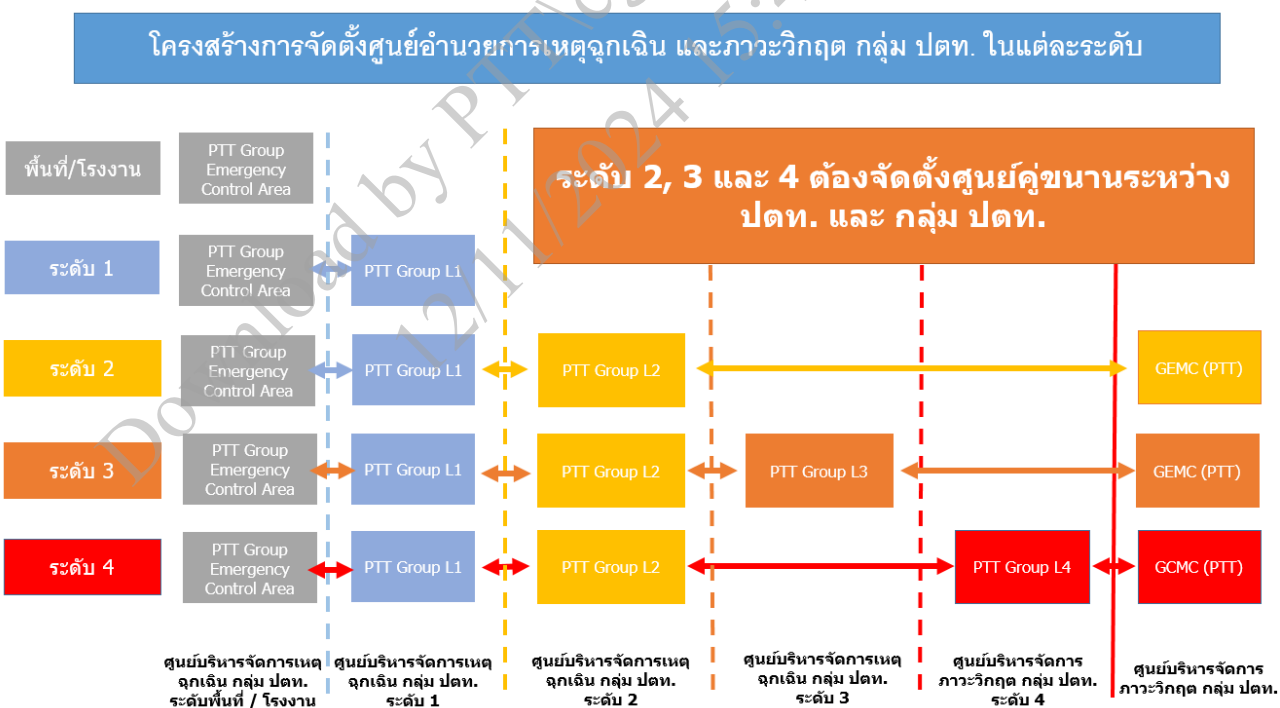 โครงสร้างการจัดตั้งศูนย์อำนวยการเหตุฉุกเฉิน และภาวะวิกฤต กลุ่ม ปตท. ในแต่ละระดับ
พื้นที่/โรงงาน
PTT Group
Emergency
Control Area
ระดับ 2, 3 และ 4 ต้องจัดตั้งศูนย์คู่ขนานระหว่าง
ปตท. และ กลุ่ม ปตท.
ระดับ 1
PTT Group
Emergency
Control Area
PTT Group L1
ระดับ 2
PTT Group
Emergency
Control Area
PTT Group L1
PTT Group L2
GEMC (PTT)
ระดับ 3
PTT Group
Emergency
Control Area
PTT Group L1
PTT Group L2
PTT Group L3
GEMC (PTT)
ระดับ 4
PTT Group
Emergency
Control Area
PTT Group L1
PTT Group L2
PTT Group L4
GCMC (PTT)
ศูนย์บริหารจัดการเหตุ
ฉุกเฉิน กลุ่ม ปตท.
ระดับพื้นที่ / โรงงาน
ศูนย์บริหารจัดการเหตุ
ฉุกเฉิน กลุ่ม ปตท.
ระดับ 1
ศูนย์บริหารจัดการเหตุ
ฉุกเฉิน กลุ่ม ปตท.
ระดับ 2
ศูนย์บริหารจัดการเหตุ
ฉุกเฉิน กลุ่ม ปตท.
ระดับ 3
ศูนย์บริหารจัดการ
ภาวะวิกฤต กลุ่ม ปตท.
ระดับ 4
ศูนย์บริหารจัดการ
ภาวะวิกฤต กลุ่ม ปตท.
Download by PTT\
12/11/2024 15: